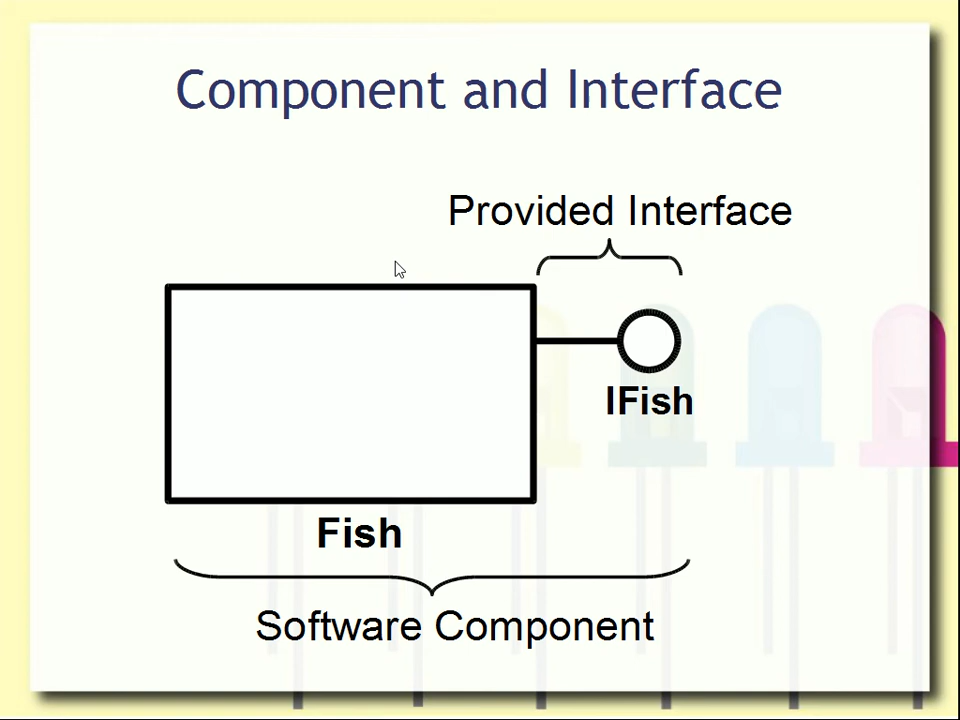 Component and Interface
Provided Interface
IFish
Fish
Software Component